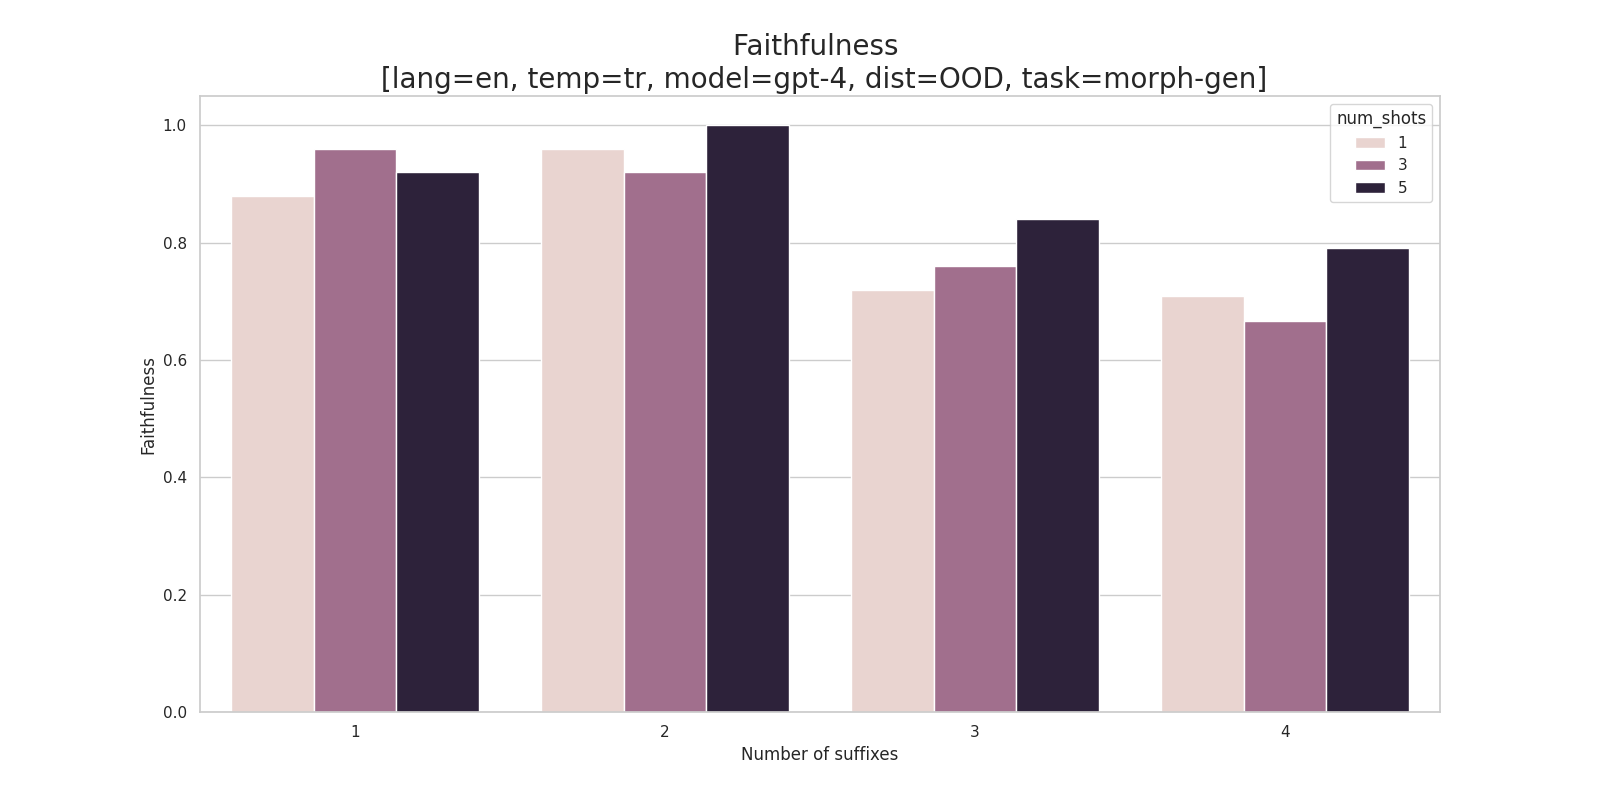 Faithfulness
[lang=en, temp=tr, model=gpt-4, dist=OOD, task=morph-gen]
num_shots
1
3
5
Faithfulness
1.0
0.8
0.6
0.4
0.2
0.0
1 2 3 4
Number of suffixes